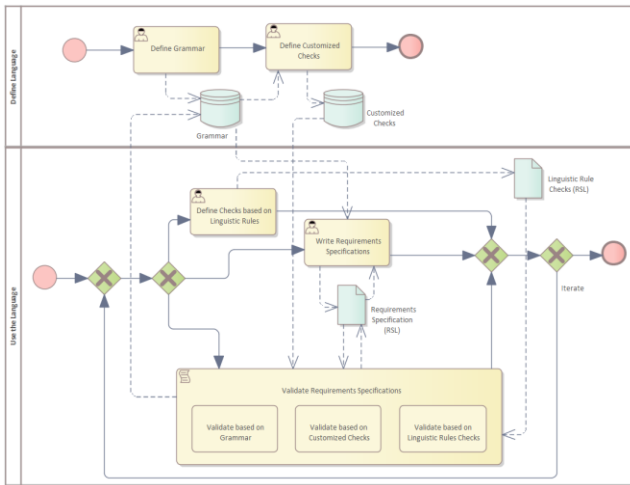 Define Language
Define Grammar
Define Customized
Checks
Grammar
Customized
Checks
Use the Language
Linguistic Rule
Checks (RSL)
Define Checks based on
Linguistic Rules
Write Requirements
Specifications
Iterate
Requirements
Specification
(RSL)
Validate Requirements Specifications
Validate based on
Grammar
Validate based on
Customized Checks
Validate based on
Linguistic Rules Checks